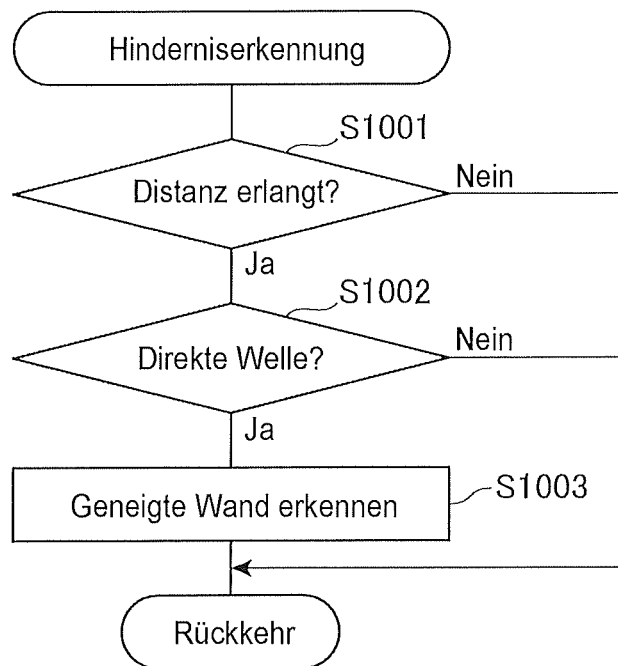 Hinderniserkennung
S1001
Distanz erlangt?
Nein
Ja
S1002
Direkte Welle?
Nein
Ja
Geneigte Wand erkennen
S1003
Rückkehr